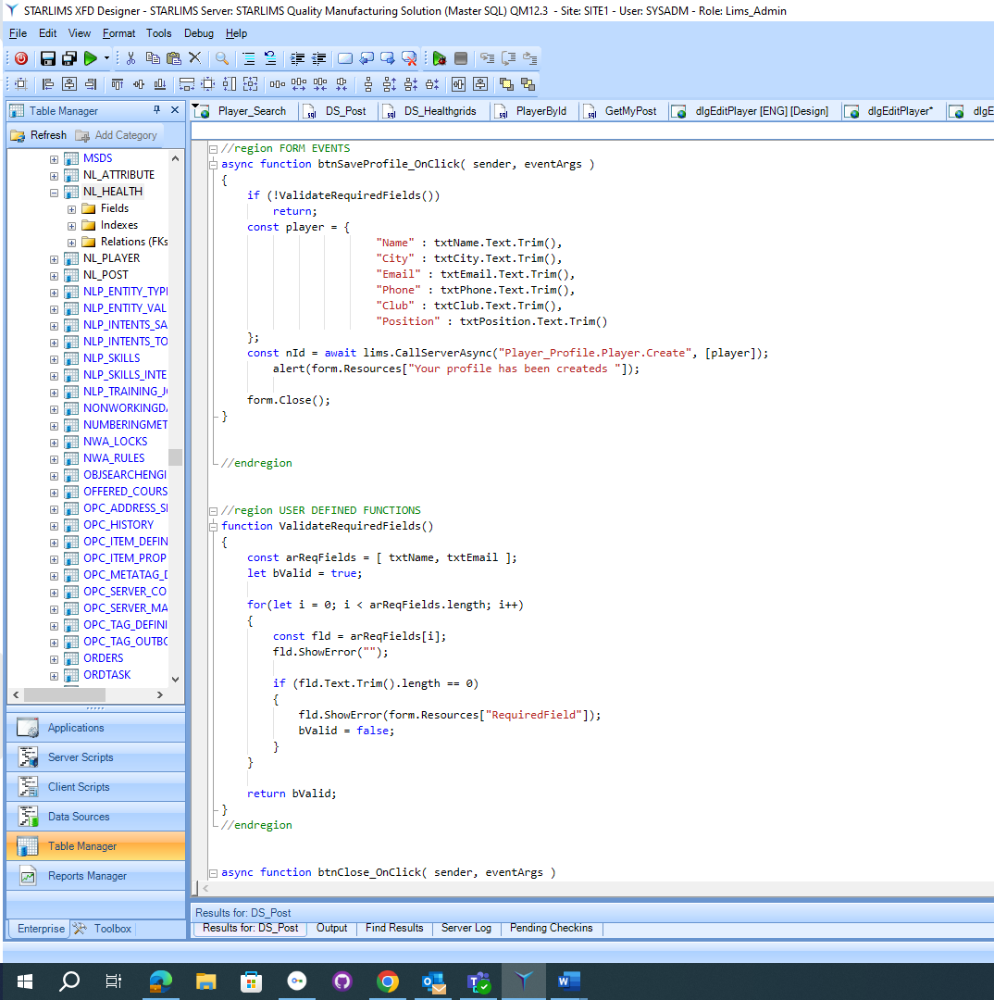 STARLIMS XFD Designer - STARLIMS Server: STARLIMS Quality Manufacturing Solution (Master SQL) QM12.3  - Site: SITE1 - User: SYSADM - Role: Lims_Admin
File Edit View Format Tools Debug Help
Table Manager
Player_Search DS_Post DS_Healthgrids PlayerById GetMyPost dlgEditPlayer [ENG] [Design] dlgEditPlayer* dlgE
Refresh Add Category
MSDS
NL_ATTRIBUTE
NL_HEALTH
Fields
Indexes
Relations (FKs
NL_PLAYER
NL_POST
NLP_ENTITY_TYPI
NLP_ENTITY_VAL
NLP_INTENTS_SA
NLP_INTENTS_TO
NLP_SKILLS
NLP_SKILLS_INTE
NLP_TRAINING_J
NONWORKINGD
NUMBERINGMET
NWA_LOCKS
NWA_RULES
OBJSEARCHENGI
OFFERED_COURS
OPC_ADDRESS_S
OPC_HISTORY
OPC_ITEM_DEFIN
OPC_ITEM_PROP
OPC_METATAG_D
OPC_SERVER_CO
OPC_SERVER_MA
OPC_TAG_DEFINI
OPC_TAG_OUTBO
ORDERS
ORDTASK
Applications
Server Scripts
Client Scripts
Data Sources
Table Manager
Reports Manager
Enterprise Toolbox
//region FORM EVENTS
async function btnSaveProfile_OnClick( sender, eventArgs )
{
if (!ValidateRequiredFields())
return;
const player = {
"Name" : txtName.Text.Trim(),
"City" : txtCity.Text.Trim(),
"Email" : txtEmail.Text.Trim(),
"Phone" : txtPhone.Text.Trim(),
"Club" : txtClub.Text.Trim(),
"Position" : txtPosition.Text.Trim()
};
const nId = await lims.CallServerAsync("Player_Profile.Player.Create", [player]);
alert(form.Resources["Your profile has been createds "]);
form.Close();
}
//endregion
//region USER DEFINED FUNCTIONS
function ValidateRequiredFields()
{
const arReqFields = [ txtName, txtEmail ];
let bValid = true;
for(let i = 0; i < arReqFields.length; i++)
{
const fld = arReqFields[i];
fld.ShowError("");
if (fld.Text.Trim().length == 0)
{
fld.ShowError(form.Resources["RequiredField"]);
bValid = false;
}
}
return bValid;
}
//endregion
async function btnClose_OnClick( sender, eventArgs )
Results for: DS_Post
Results for: DS_Post Output Find Results Server Log Pending Checkins